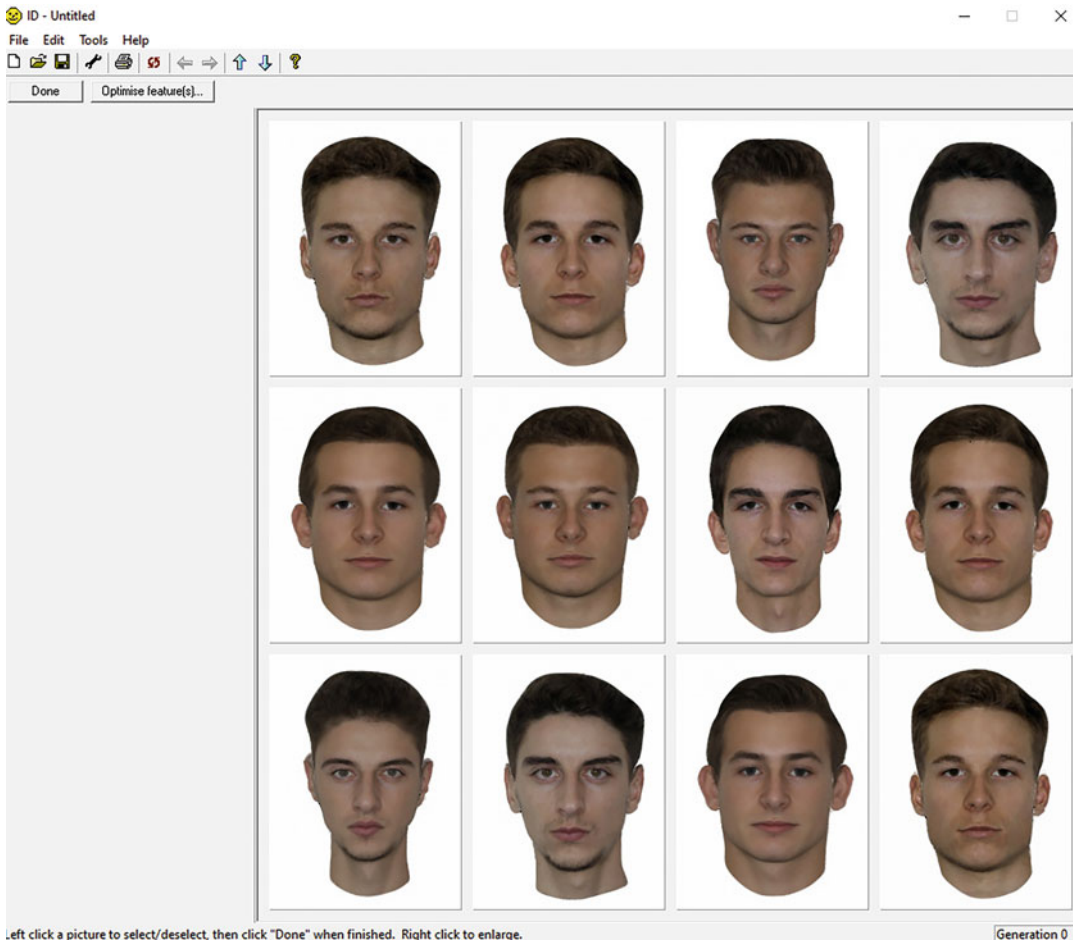 ID - Untitled
File Edit Tools Help
Done Optimise feature(s)...
Left click a picture to select/deselect, then click "Done" when finished. Right click to enlarge.
Generation 0